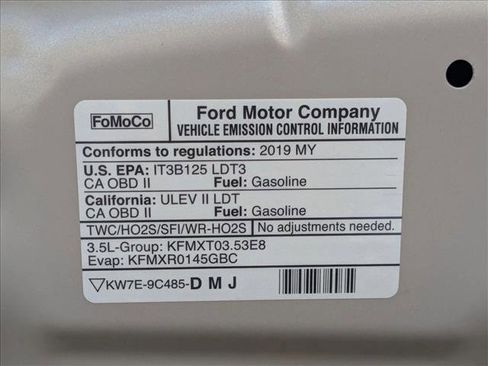 FoMoCo
Ford Motor Company
VEHICLE EMISSION CONTROL INFORMATION
Conforms to regulations: 2019 MY
U.S. EPA: IT3B125 LDT3
CA OBD II Fuel: Gasoline
California: ULEV II LDT
CA OBD II Fuel: Gasoline
TWC/HO2S/SFI/WR-HO2S No adjustments needed.
3.5L-Group: KFMXT03.53E8
Evap: KFMXR0145GBC
KW7E-9C485-DMJ